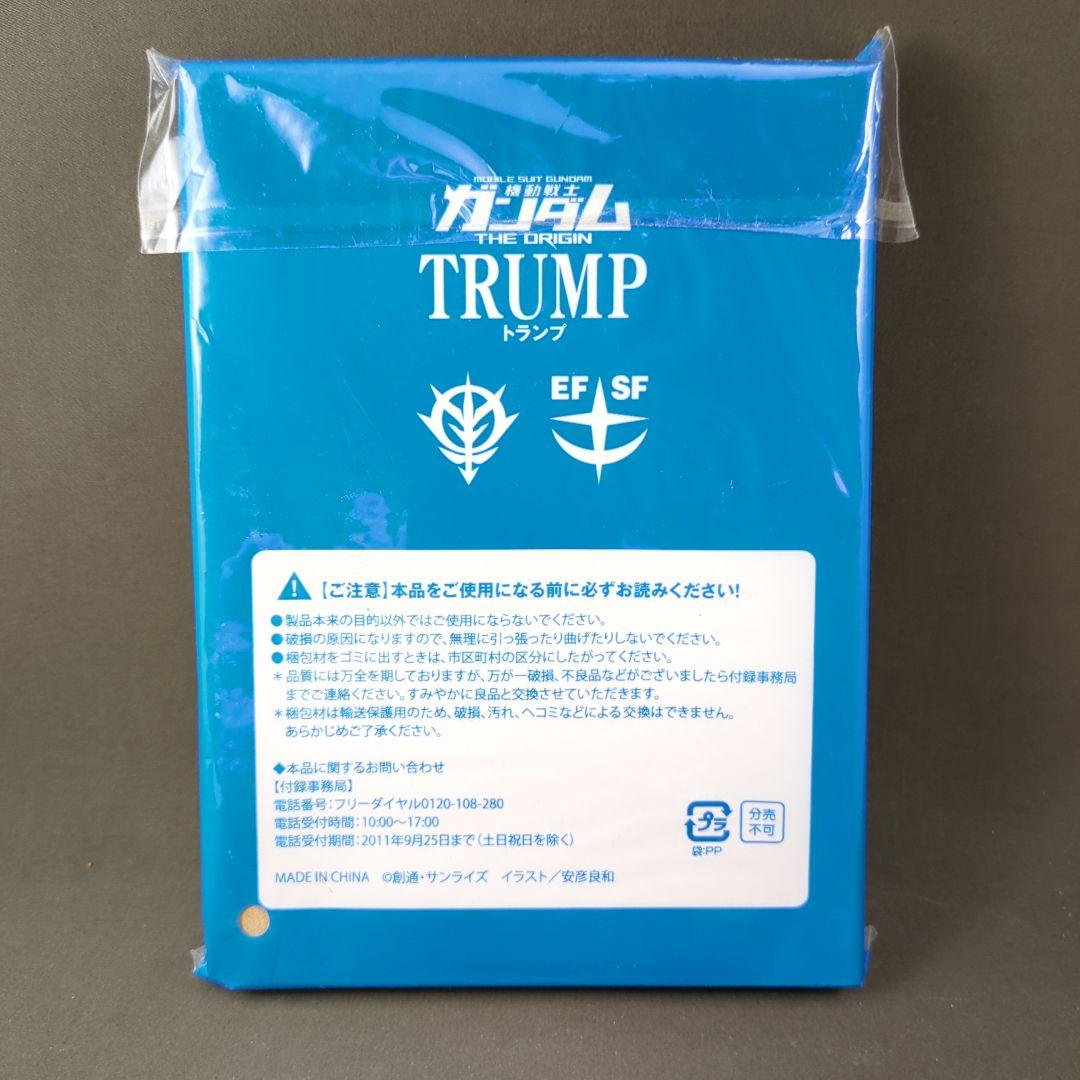 MOBILE SUIT GUNDAM
機動戦士
ガンダム
THE ORIGIN
TRUMP
トランプ
EF SF
【ご注意】本品をご使用になる前に必ずお読みください!
●製品本来の目的以外ではご使用にならないでください。
●破損の原因になりますので、無理に引っ張ったり曲げたりしないでください。
●梱包材をゴミに出すときは、市区町村の区分にしたがってください。
＊品質には万全を期しておりますが、万が一破損、不良品などがございましたら付録事務局
までご連絡ください。すみやかに良品と交換させていただきます。
＊梱包材は輸送保護用のため、破損、汚れ、ヘコミなどによる交換はできません。
あらかじめご了承ください。
◆本品に関するお問い合わせ
【付録事務局】
電話番号:フリーダイヤル0120-108-280
電話受付時間:10:00～17:00
電話受付期間:2011年9月25日まで(土日祝日を除く)
プラ
袋:PP
分売
不可
MADE IN CHINA ©創通・サンライズ イラスト／安彦良和